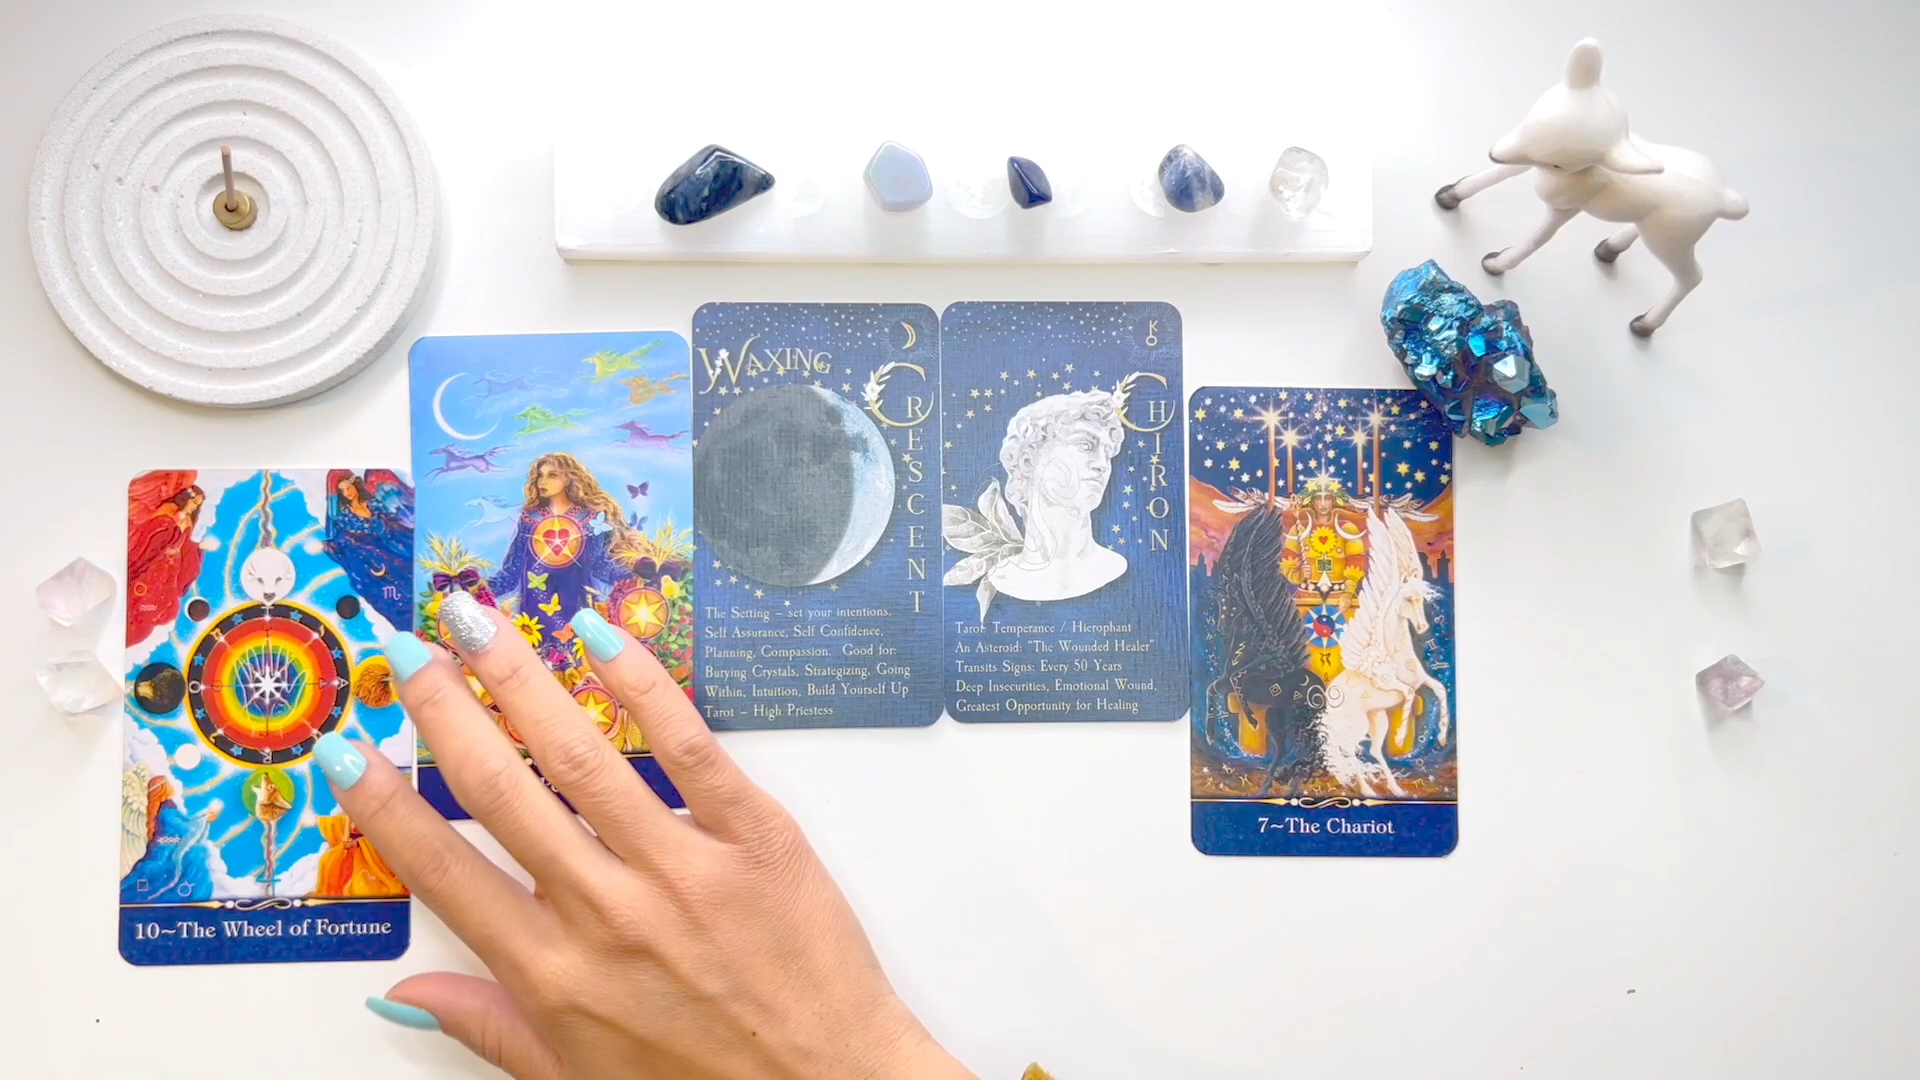 10~The Wheel of Fortune
WAXING
CRESCENT
The Setting – set your intentions.
Self Assurance, Self Confidence,
Planning, Compassion. Good for:
Burying Crystals, Strategizing, Going
Within, Intuition, Build Yourself Up
Tarot – High Priestess
CHIRON
Tarot: Temperance / Hierophant
An Asteroid: "The Wounded Healer"
Transits Signs: Every 50 Years
Deep Insecurities, Emotional Wound,
Greatest Opportunity for Healing
7~The Chariot